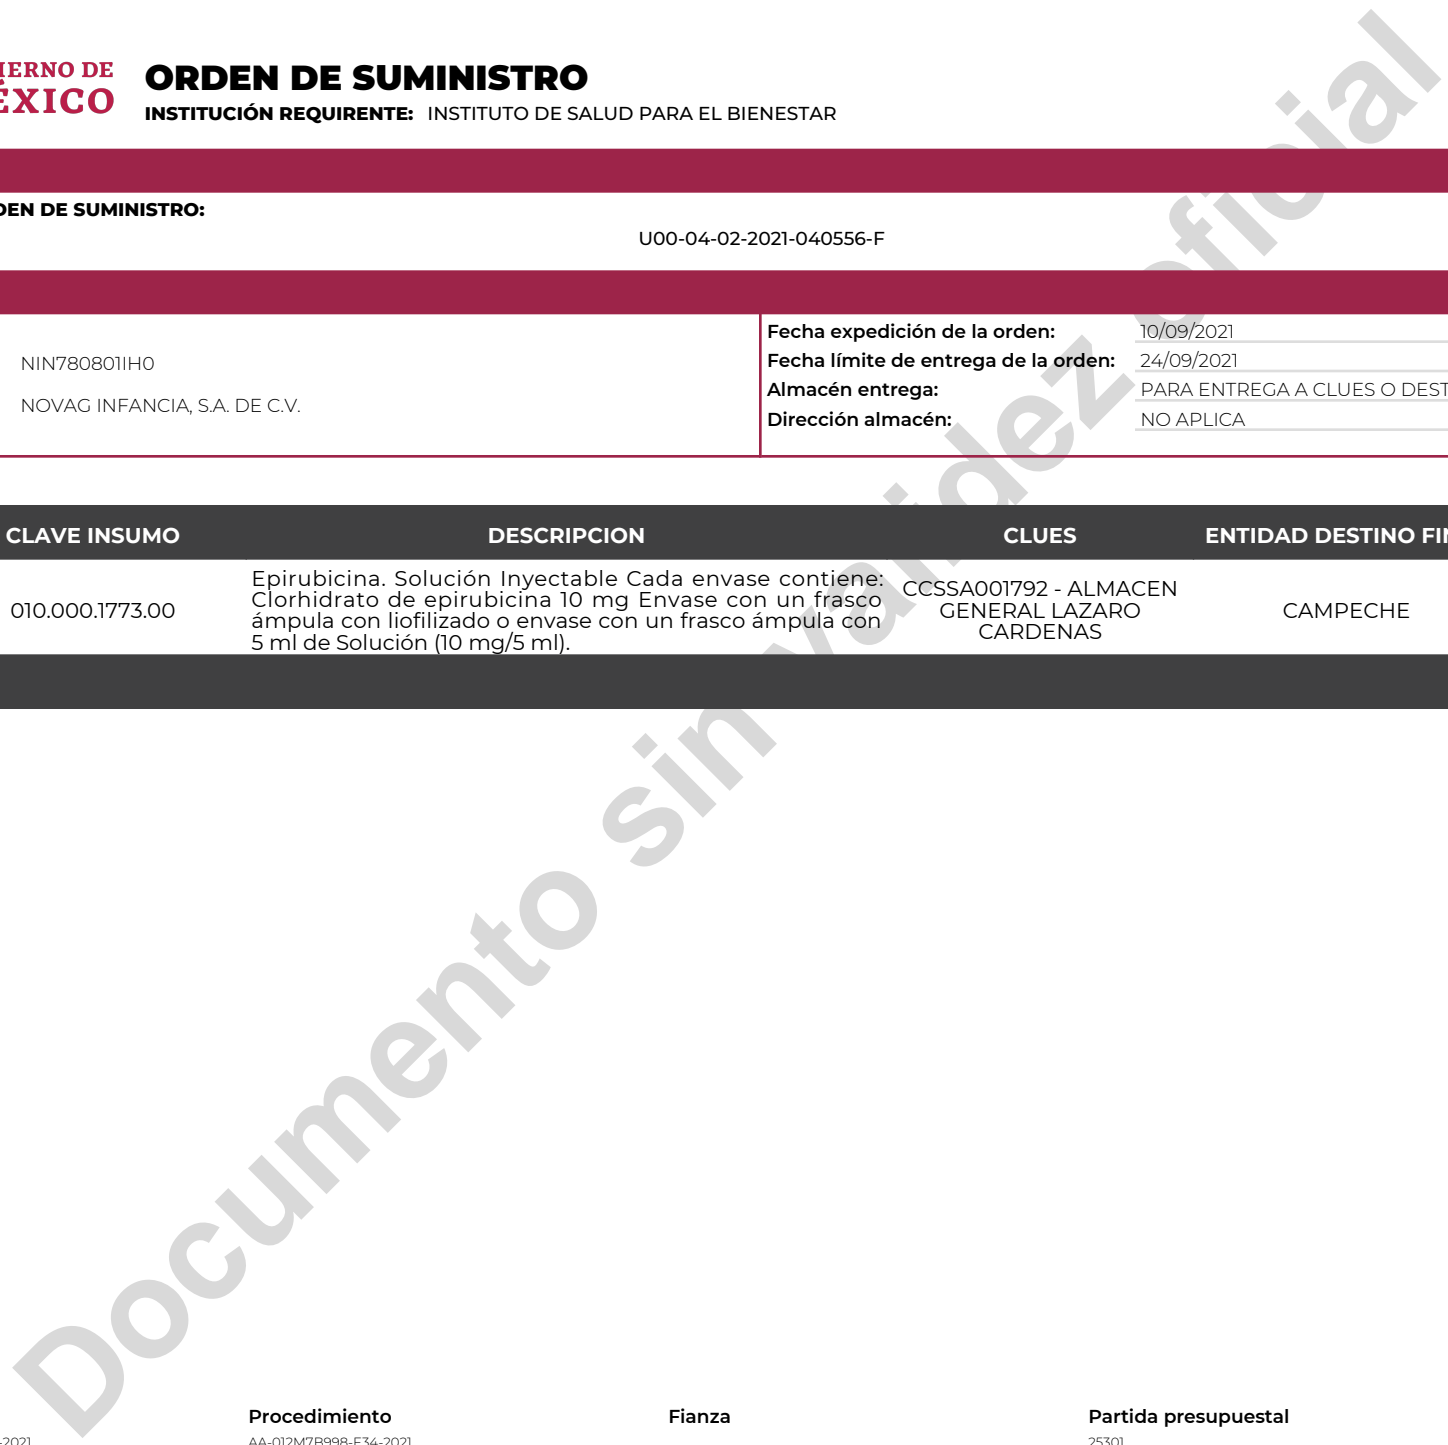 ORDEN DE SUMINISTRO
DE
INSTITUCIÓN REQUIRENTE: INSTITUTO DE SALUD PARA EL BIENESTAR
DE SUMINISTRO:
U00-04-02-2021-040556-F
NIN780801IH0
NOVAG INFANCIA, S.A. DE C.V.
Fecha expedición de la orden: 10/09/2021
Fecha límite de entrega de la orden: 24/09/2021
Almacén entrega: PARA ENTREGA A CLUES O
Dirección almacén: NO APLICA
CLAVE INSUMO DESCRIPCION CLUES ENTIDAD DESTINO
010.000.1773.00
Epirubicina. Solución Inyectable Cada envase contiene:
Clorhidrato de epirubicina 10 mg Envase con un frasco
ámpula con liofilizado o envase con un frasco ámpula con
5 ml de Solución (10 mg/5 ml).
CCSSA001792 - ALMACEN
GENERAL LAZARO
CARDENAS
CAMPECHE
Documento sin validez oficial
Procedimiento Fianza Partida presupuestal
AA-012M7B998-E34-2021 25301